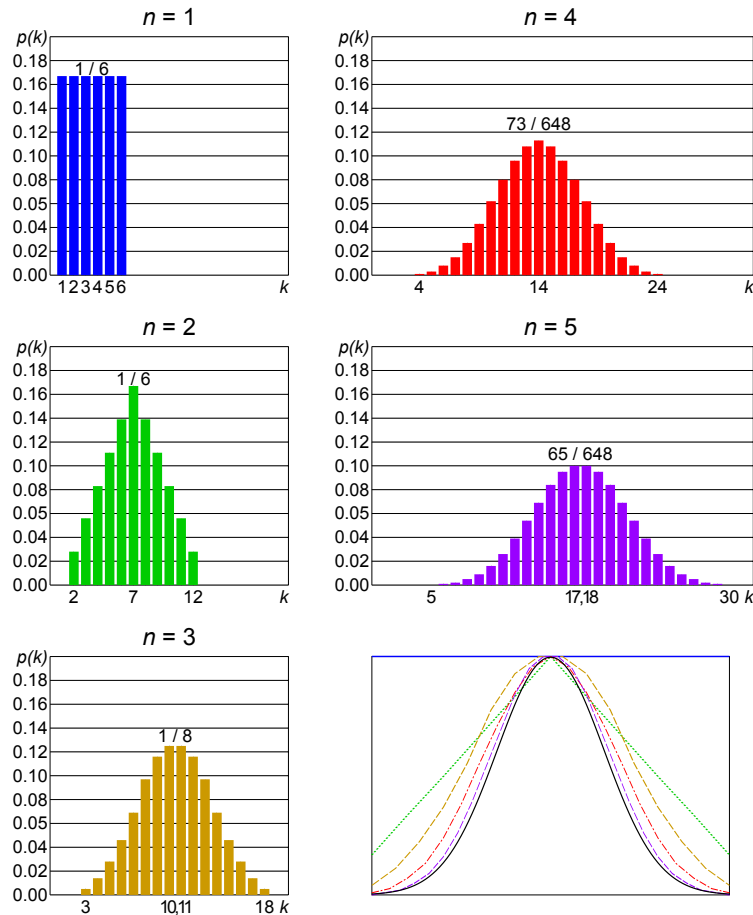 n = 1
p(k)
0.18
0.16
0.14
0.12
0.10
0.08
0.06
0.04
0.02
0.00
1 / 6
1 2 3 4 5 6 k
n = 2
p(k)
0.18
0.16
0.14
0.12
0.10
0.08
0.06
0.04
0.02
0.00
1 / 6
2 7 12 k
n = 3
p(k)
0.18
0.16
0.14
0.12
0.10
0.08
0.06
0.04
0.02
0.00
1 / 8
3 10,11 18 k
n = 4
p(k)
0.18
0.16
0.14
0.12
0.10
0.08
0.06
0.04
0.02
0.00
73 / 648
4 14 24 k
n = 5
p(k)
0.18
0.16
0.14
0.12
0.10
0.08
0.06
0.04
0.02
0.00
65 / 648
5 17,18 30 k